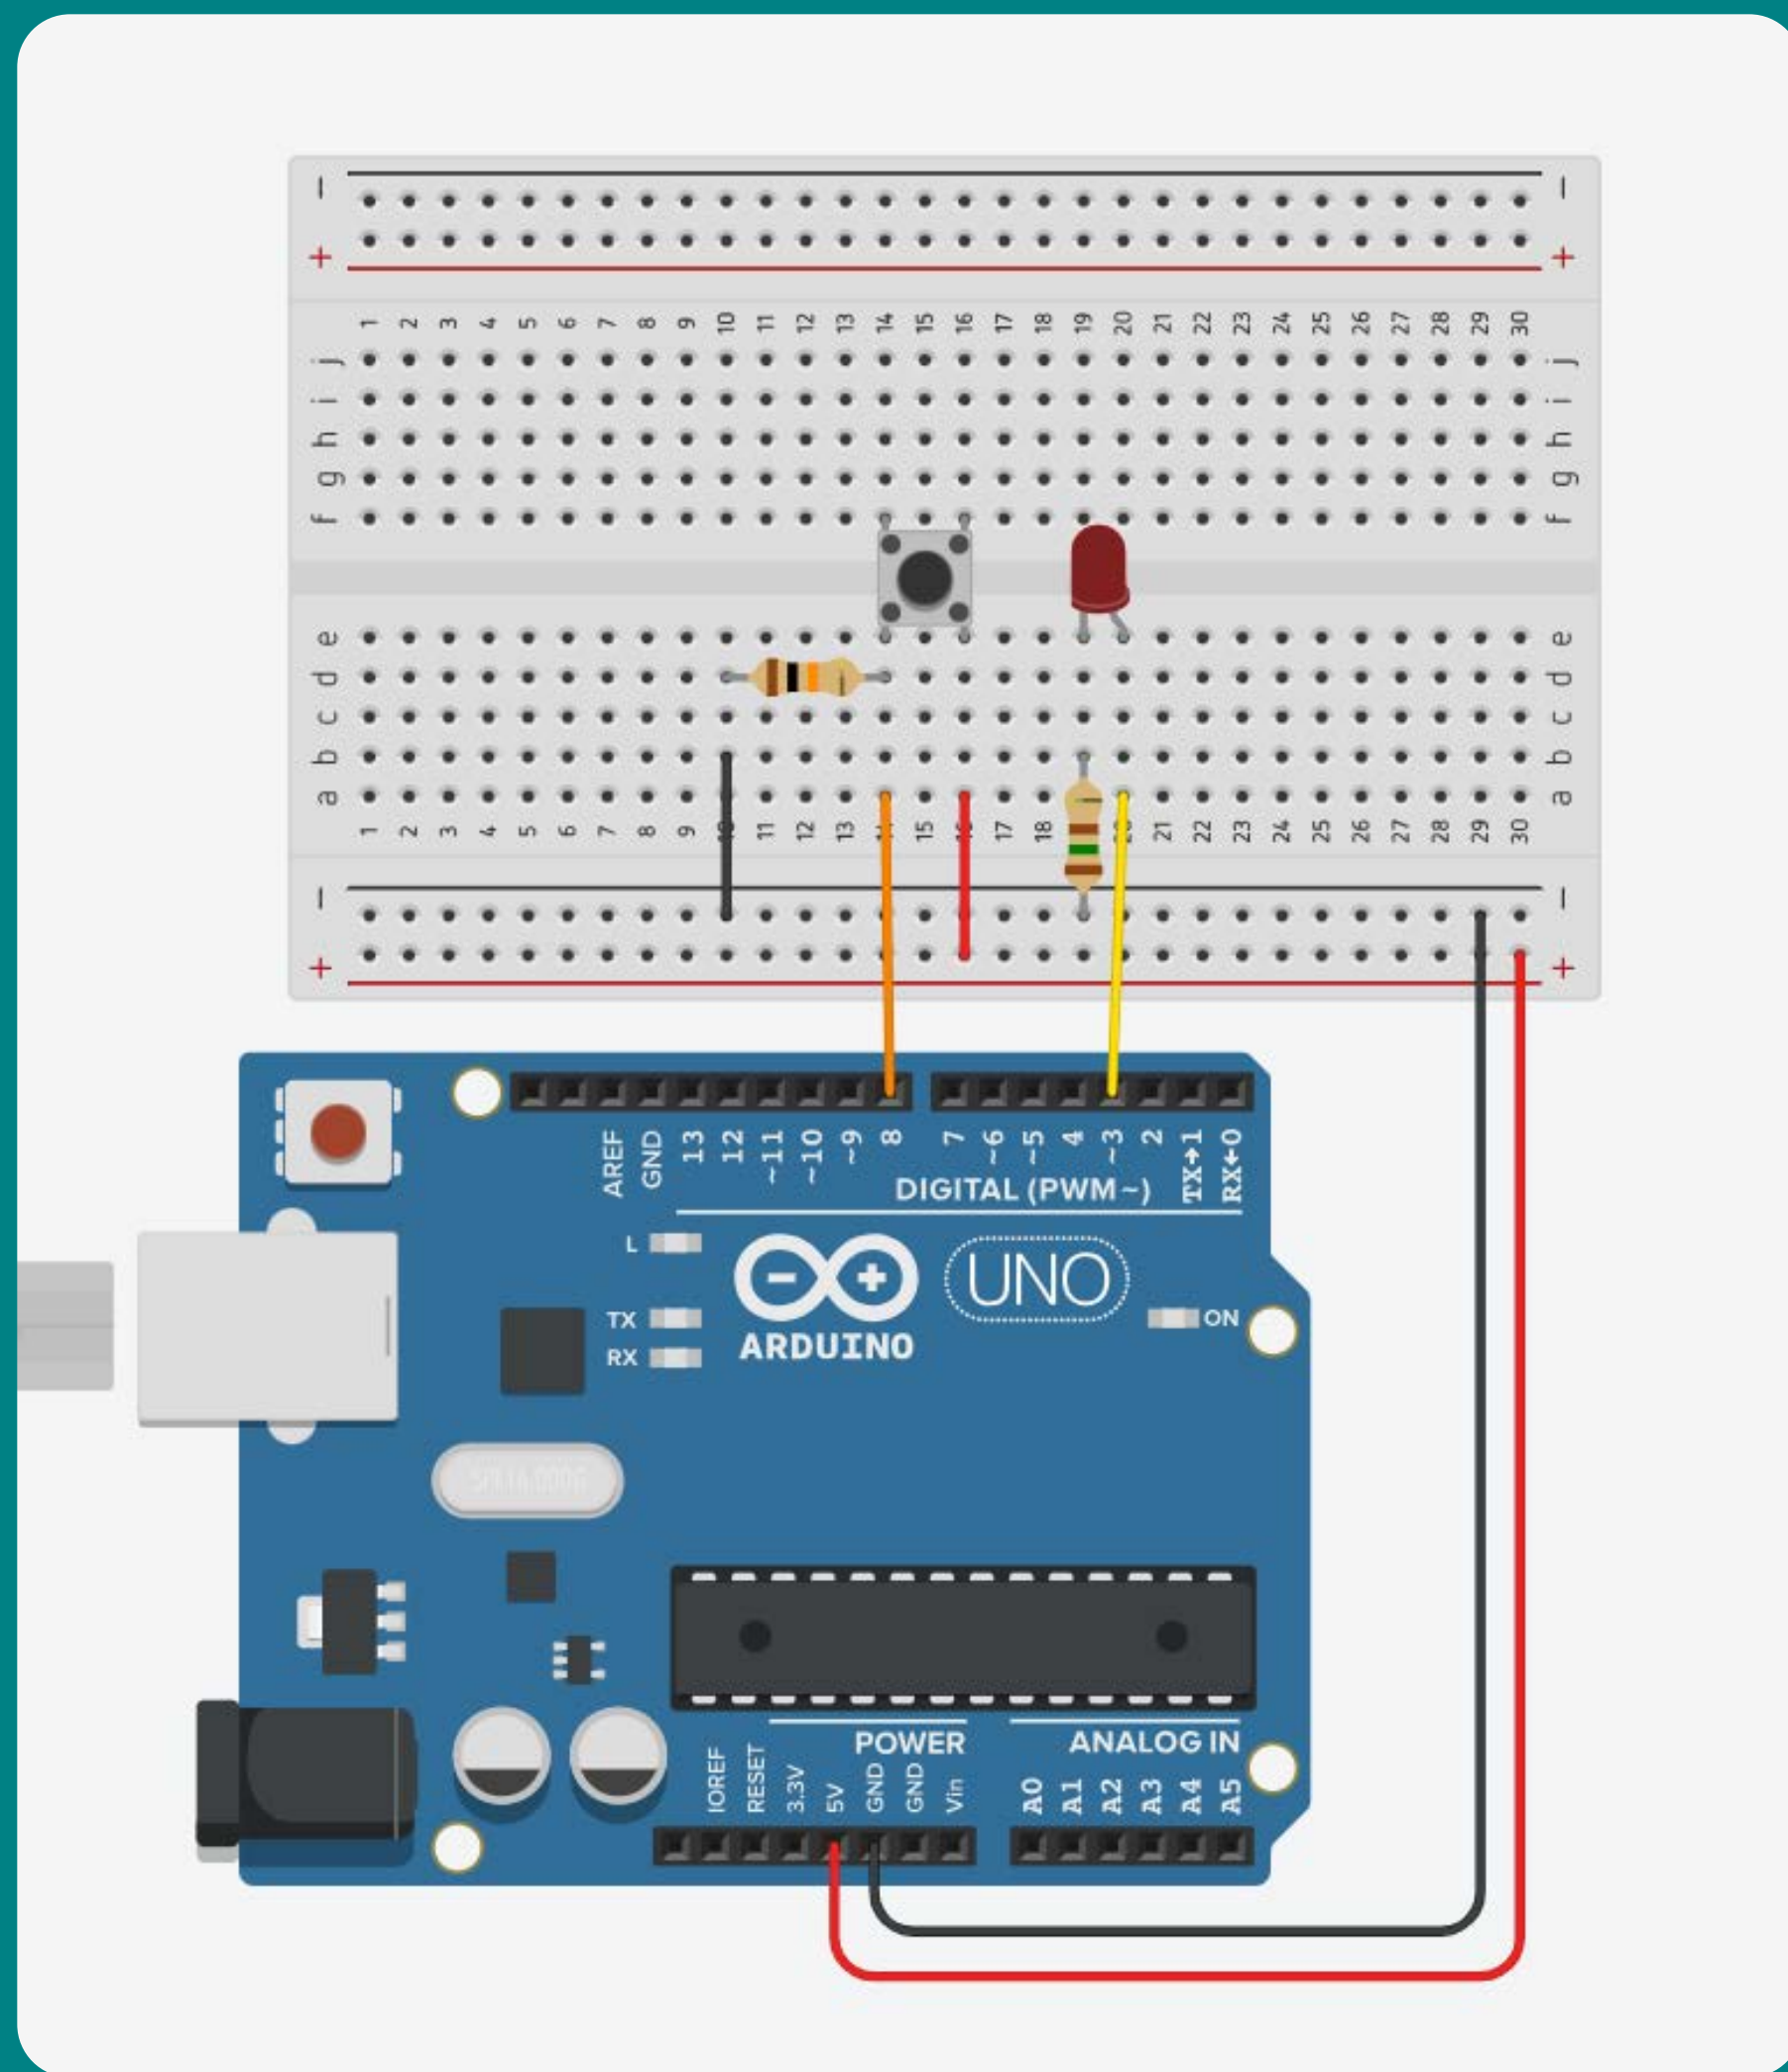 − −
+ +
1 2 3 4 5 6 7 8 9 10 11 12 13 14 15 16 17 18 19 20 21 22 23 24 25 26 27 28 29 30
j j
i i
h h
g g
f f
e e
d d
c c
b b
a a
1 2 3 4 5 6 7 8 9 11 12 13 15 17 18 21 22 23 24 25 26 27 28 29 30
− −
+ +
AREF GND 13 12 ~11 ~10 ~9 8 7 ~6 ~5 4 ~3 2 TX→1 RX←0
DIGITAL (PWM~)
L
UNO
TX
ON
RX
ARDUINO
POWER
ANALOG IN
IOREF RESET 3.3V 5V GND GND Vin A0 A1 A2 A3 A4 A5